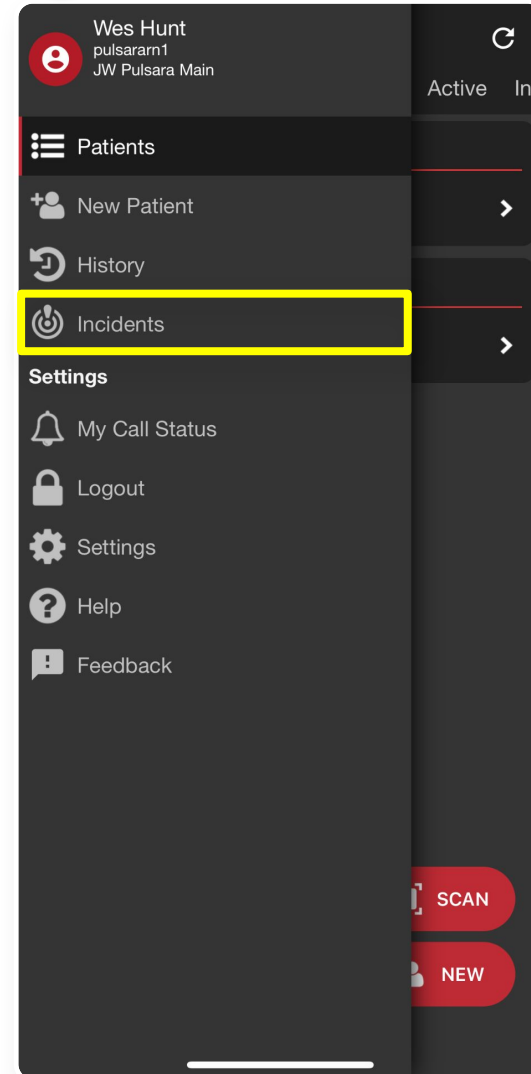 Wes Hunt
pulsararn1
JW Pulsara Main
Active In
Patients
New Patient
History
Incidents
Settings
My Call Status
Logout
Settings
Help
Feedback
SCAN
NEW